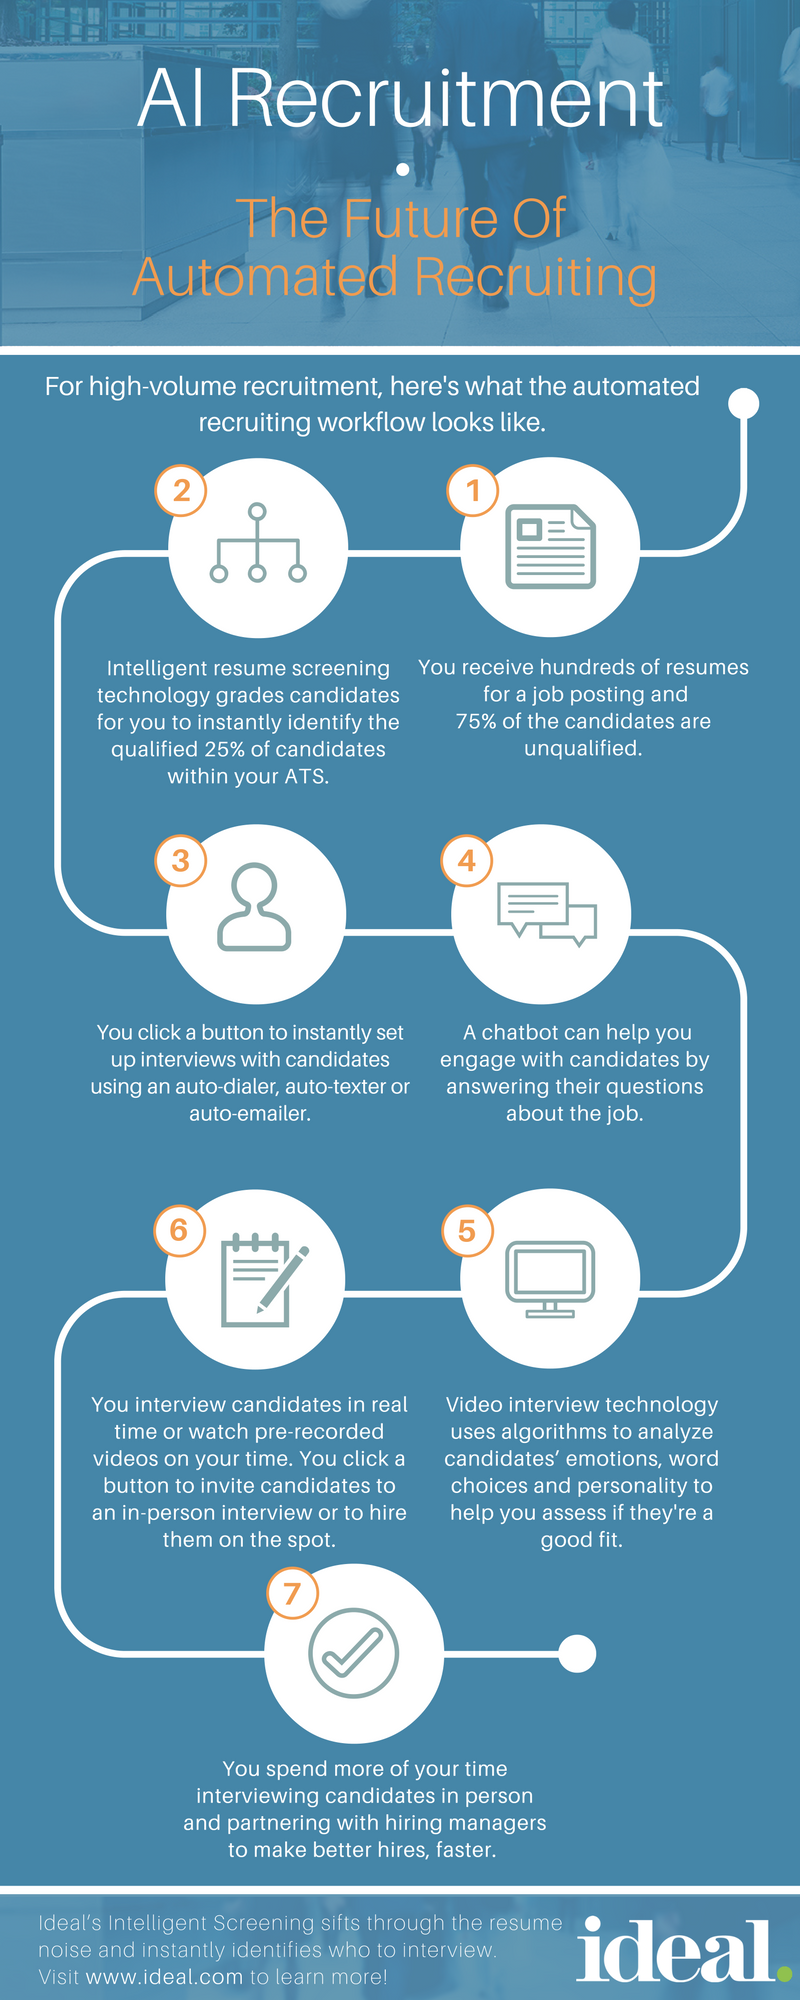 AI Recruitment
The Future Of
Automated Recruiting
For high-volume recruitment, here's what the automated
recruiting workflow looks like.
1
You receive hundreds of resumes
for a job posting and
75% of the candidates are
unqualified.
2
Intelligent resume screening
technology grades candidates
for you to instantly identify the
qualified 25% of candidates
within your ATS.
3
You click a button to instantly set
up interviews with candidates
using an auto-dialer, auto-texter or
auto-emailer.
4
A chatbot can help you
engage with candidates by
answering their questions
about the job.
5
Video interview technology
uses algorithms to analyze
candidates’ emotions, word
choices and personality to
help you assess if they're a
good fit.
6
You interview candidates in real
time or watch pre-recorded
videos on your time. You click a
button to invite candidates to
an in-person interview or to hire
them on the spot.
7
You spend more of your time
interviewing candidates in person
and partnering with hiring managers
to make better hires, faster.
Ideal’s Intelligent Screening sifts through the resume
noise and instantly identifies who to interview.
Visit www.ideal.com to learn more!
ideal.